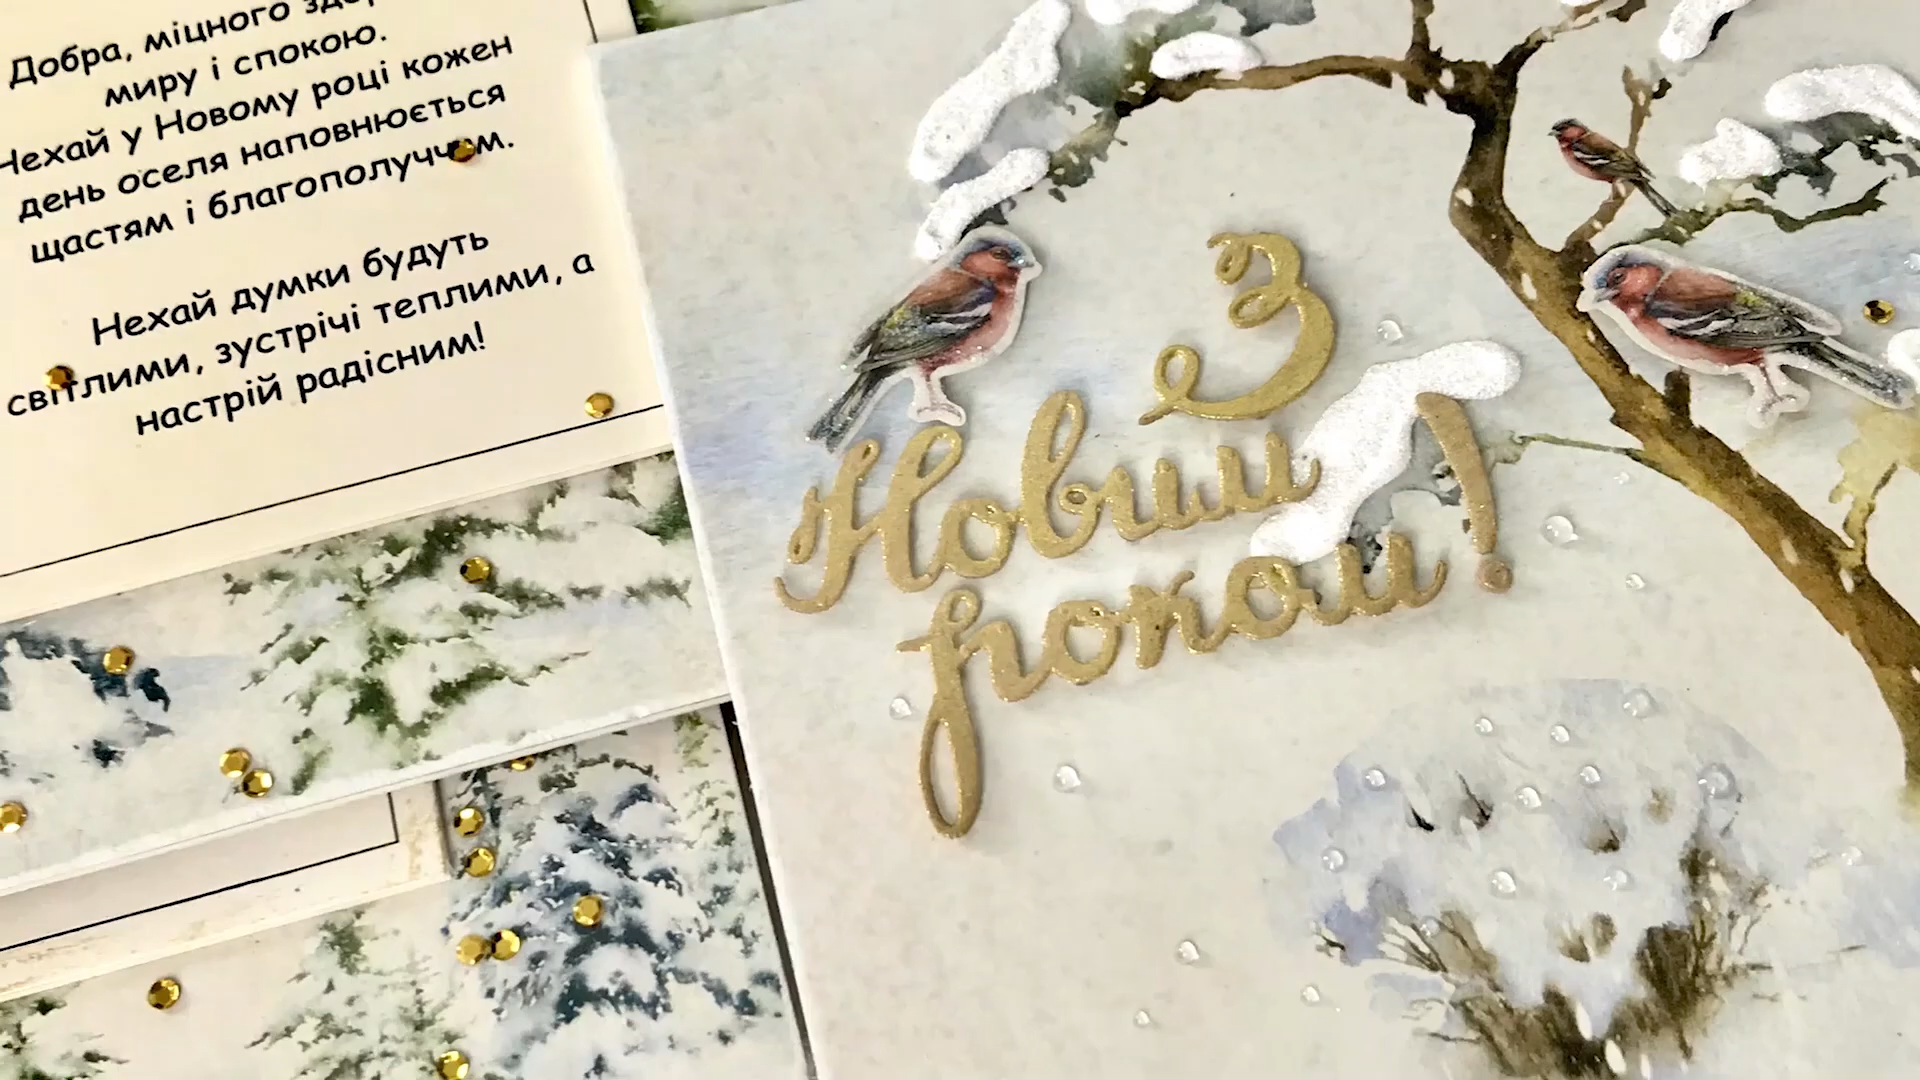 Добра, міцного
миру і спокою.
Нехай у Новому році кожен
день оселя наповнюється
щастям і благополуччям.
Нехай думки будуть
світлими, зустрічі теплими, а
настрій радісним!
З
Новим
роком!